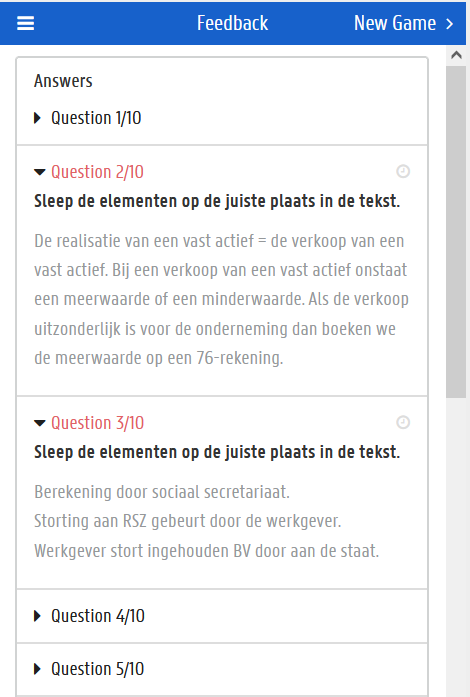 Feedback
New Game
Answers
Question 1/10
Question 2/10
Sleep de elementen op de juiste plaats in de tekst.
De realisatie van een vast actief = de verkoop van een
vast actief. Bij een verkoop van een vast actief onstaat
een meerwaarde of een minderwaarde. Als de verkoop
uitzonderlijk is voor de onderneming dan boeken we
de meerwaarde op een 76-rekening.
Question 3/10
Sleep de elementen op de juiste plaats in de tekst.
Berekening door sociaal secretariaat.
Storting aan RSZ gebeurt door de werkgever.
Werkgever stort ingehouden BV door aan de staat.
Question 4/10
Question 5/10